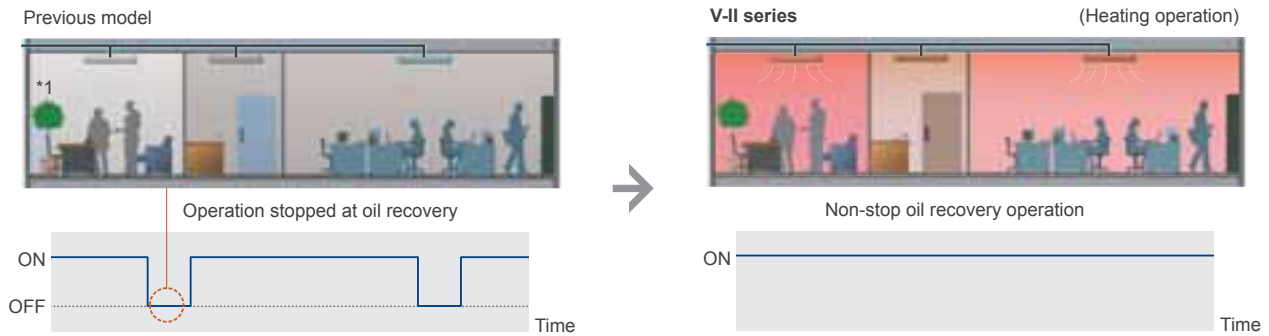 Previous model
V-II series
(Heating operation)
*1
Operation stopped at oil recovery
Non-stop oil recovery operation
ON
OFF
Time
ON
Time